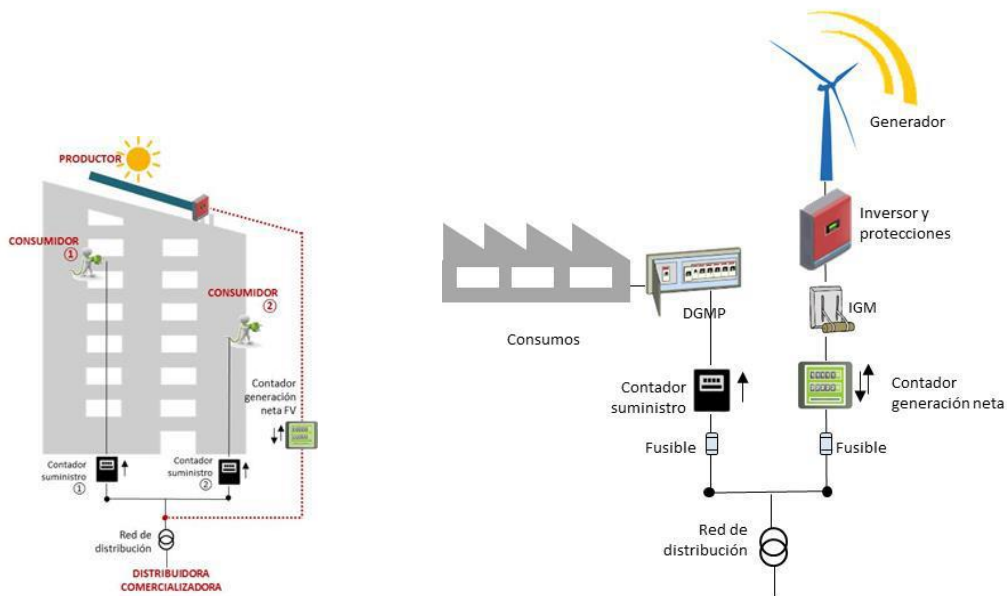 PRODUCTOR
CONSUMIDOR
①
CONSUMIDOR
②
Contador
generación
neta FV
Contador
suministro
①
Contador
suministro
②
Red de
distribución
DISTRIBUIDORA
COMERCIALIZADORA
Generador
Inversor y
protecciones
IGM
DGMP
Consumos
Contador
suministro
Contador
generación neta
Fusible
Fusible
Red de
distribución